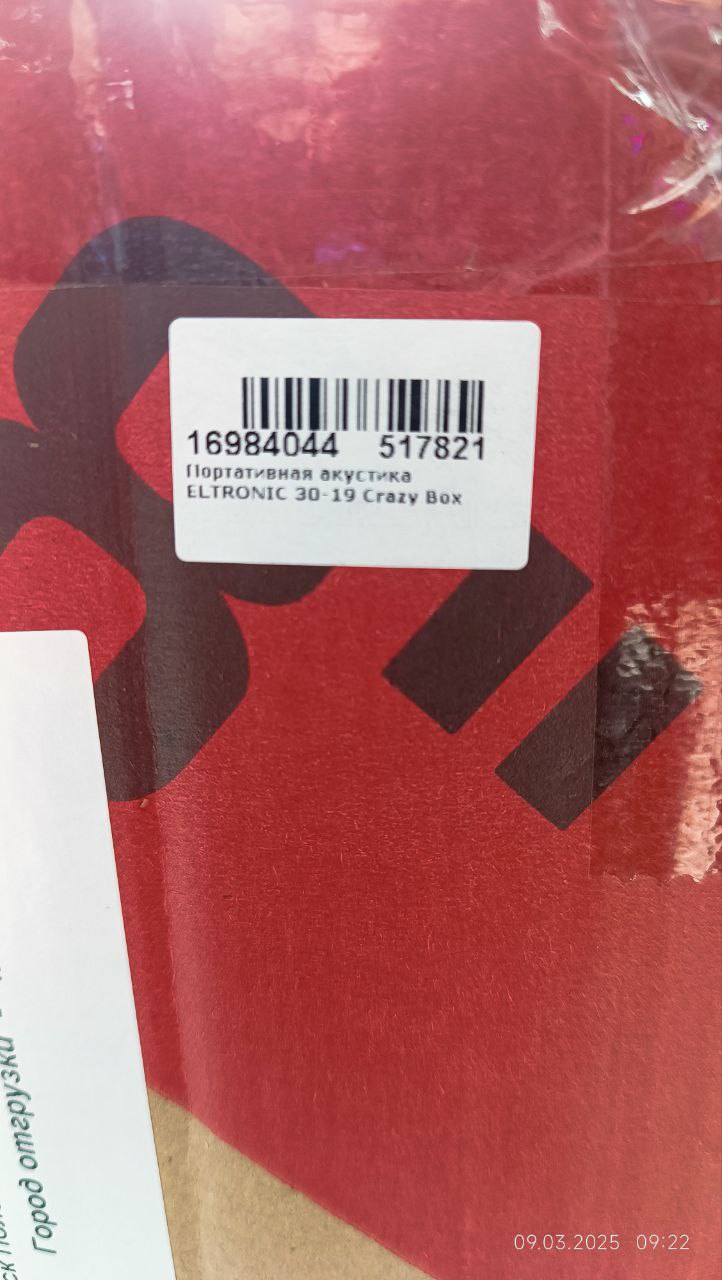 16984044 517821
Портативная акустика
ELTRONIC 30-19 Crazy Box
Город отгрузки
09.03.2025 09:22